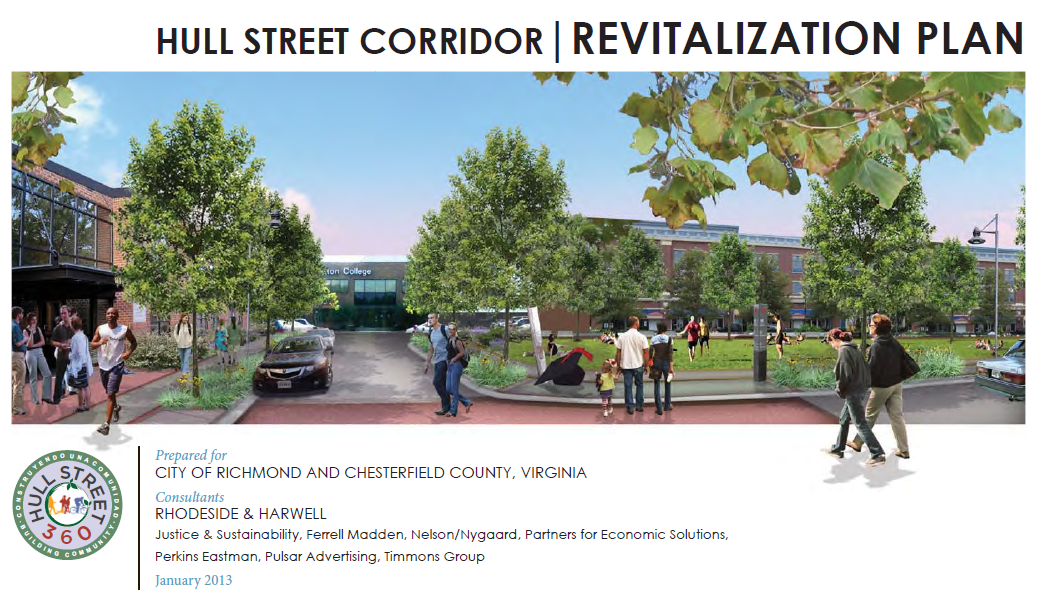 HULL STREET CORRIDOR | REVITALIZATION PLAN
ton College
Prepared for
CITY OF RICHMOND AND CHESTERFIELD COUNTY, VIRGINIA
Consultants
RHODESIDE & HARWELL
Justice & Sustainability, Ferrell Madden, Nelson/Nygaard, Partners for Economic Solutions,
Perkins Eastman, Pulsar Advertising, Timmons Group
January 2013
CONSTRUYENDO UNA COMUNIDAD
HULL STREET
360
BUILDING COMMUNITY